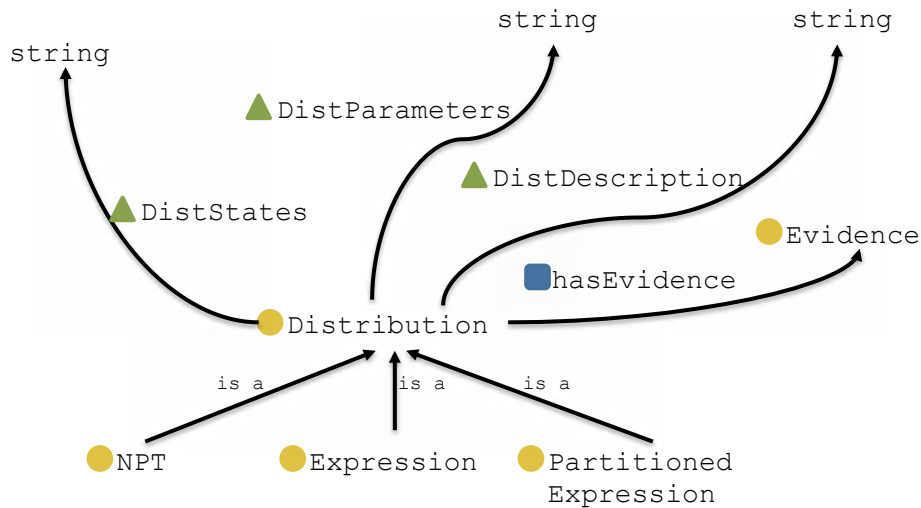 string
string
string
DistParameters
DistDescription
DistStates
Evidence
hasEvidence
Distribution
is a
is a
is a
NPT
Expression
Partitioned
Expression